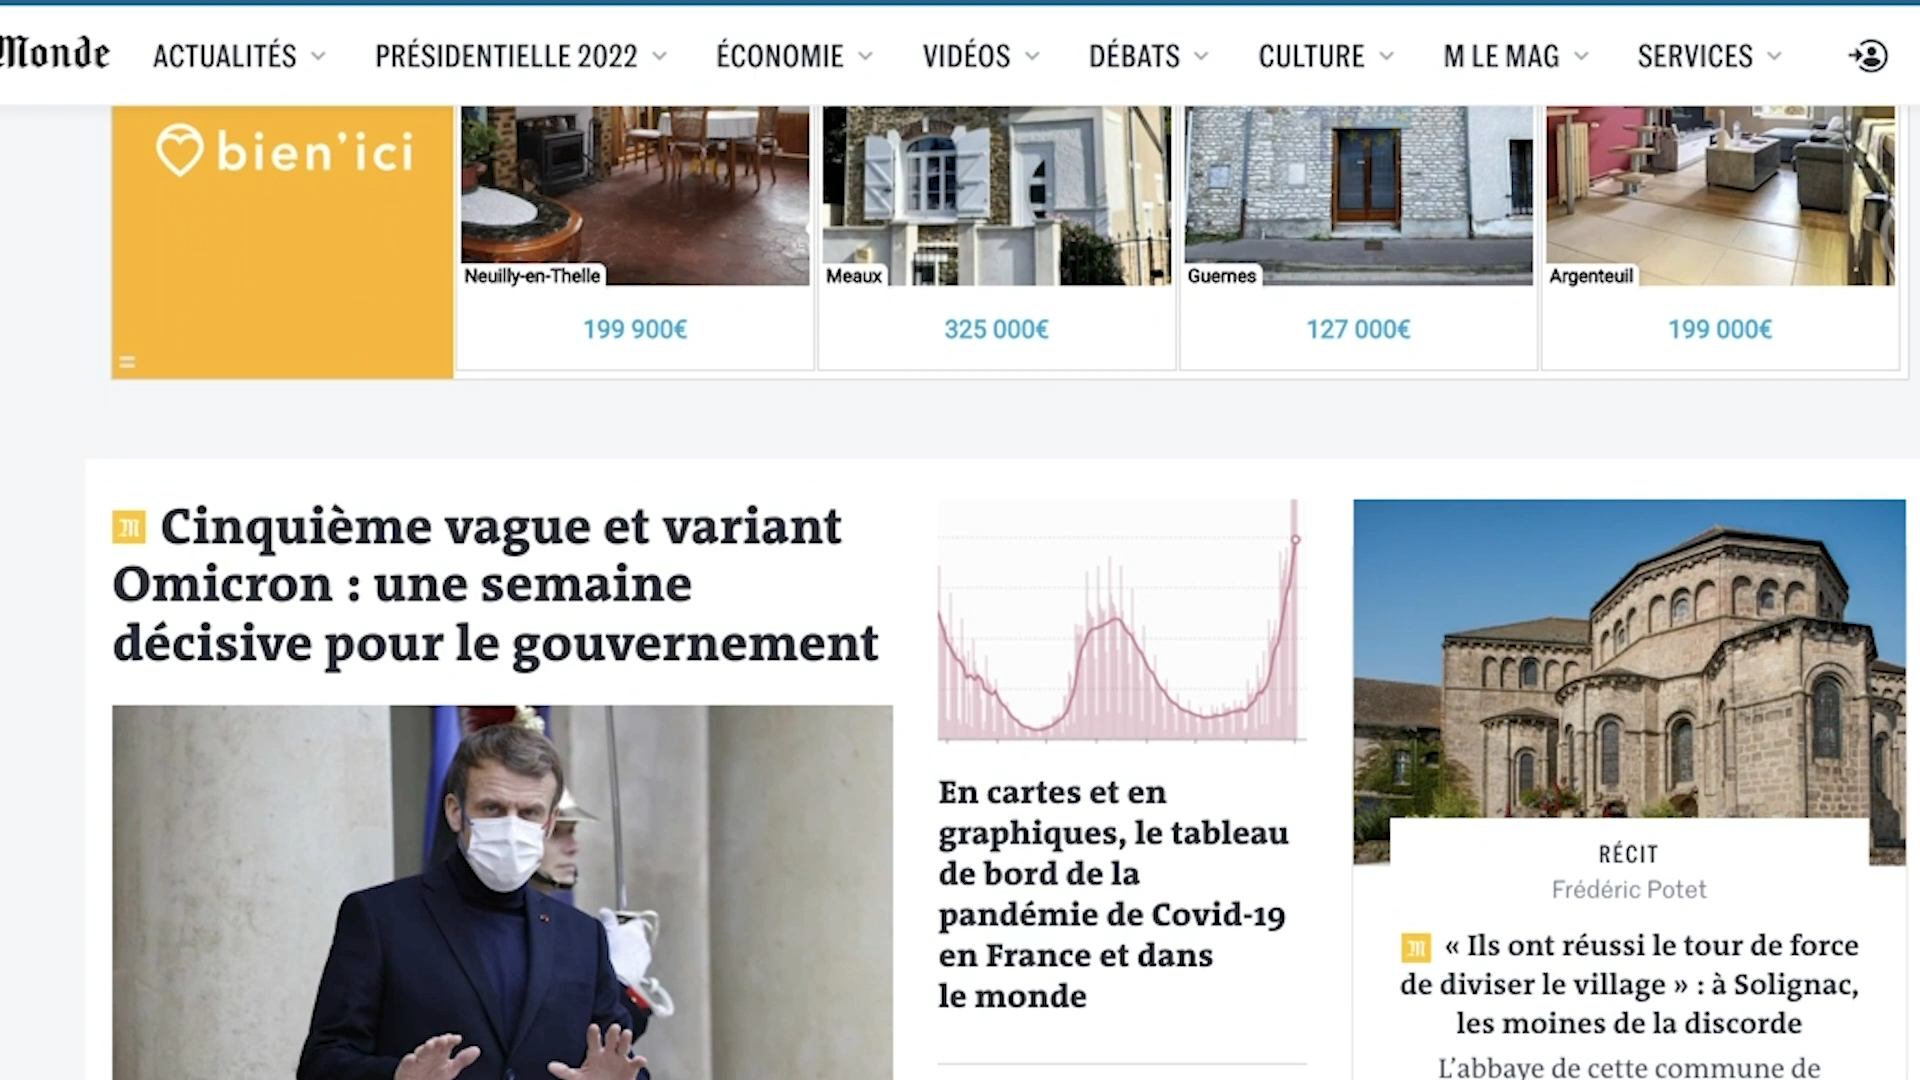 Monde
ACTUALITÉS PRÉSIDENTIELLE 2022 ÉCONOMIE VIDÉOS DÉBATS CULTURE M LE MAG SERVICES
bien'ici
Neuilly-en-Thelle Meaux Guernes Argenteuil
199 900€ 325 000€ 127 000€ 199 000€
M Cinquième vague et variant
Omicron : une semaine
décisive pour le gouvernement
En cartes et en
graphiques, le tableau
de bord de la
pandémie de Covid-19
en France et dans
le monde
RÉCIT
Frédéric Potet
M « Ils ont réussi le tour de force
de diviser le village » : à Solignac,
les moines de la discorde
L'abbaye de cette commune de